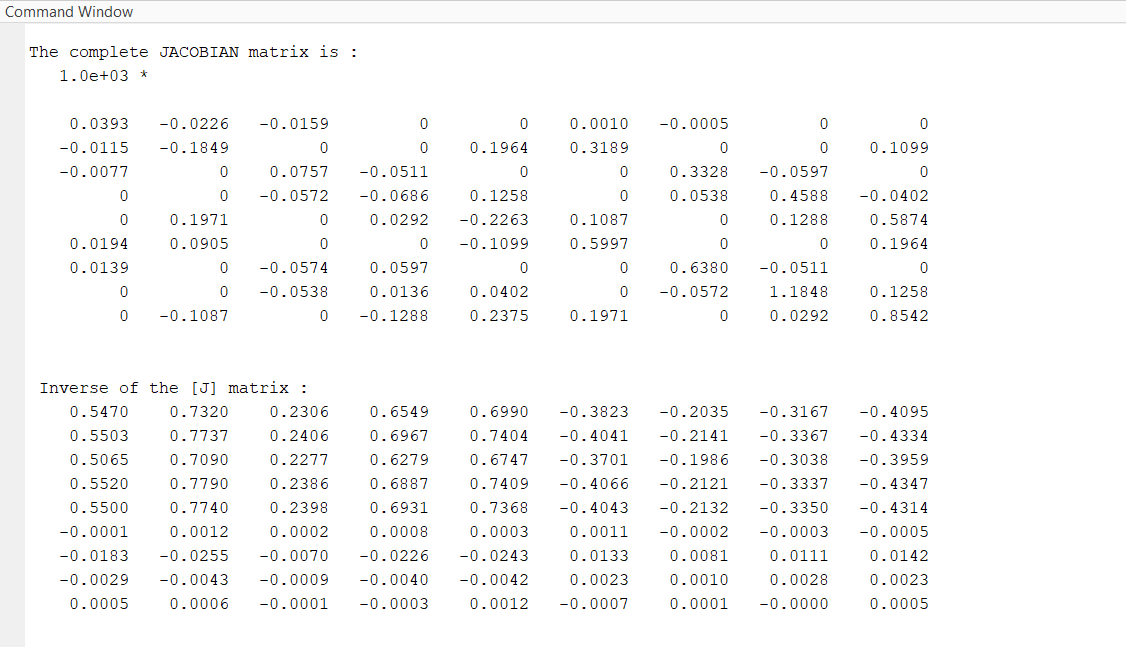 Command Window
The complete JACOBIAN matrix is :
1.0e+03 *
0.0393 -0.0226 -0.0159 0 0 0.0010 -0.0005 0 0
-0.0115 -0.1849 0 0 0.1964 0.3189 0 0 0.1099
-0.0077 0 0.0757 -0.0511 0 0 0.3328 -0.0597 0
0 0 -0.0572 -0.0686 0.1258 0 0.0538 0.4588 -0.0402
0 0.1971 0 0.0292 -0.2263 0.1087 0 0.1288 0.5874
0.0194 0.0905 0 0 -0.1099 0.5997 0 0 0.1964
0.0139 0 -0.0574 0.0597 0 0 0.6380 -0.0511 0
0 0 -0.0538 0.0136 0.0402 0 -0.0572 1.1848 0.1258
0 -0.1087 0 -0.1288 0.2375 0.1971 0 0.0292 0.8542
Inverse of the [J] matrix :
0.5470 0.7320 0.2306 0.6549 0.6990 -0.3823 -0.2035 -0.3167 -0.4095
0.5503 0.7737 0.2406 0.6967 0.7404 -0.4041 -0.2141 -0.3367 -0.4334
0.5065 0.7090 0.2277 0.6279 0.6747 -0.3701 -0.1986 -0.3038 -0.3959
0.5520 0.7790 0.2386 0.6887 0.7409 -0.4066 -0.2121 -0.3337 -0.4347
0.5500 0.7740 0.2398 0.6931 0.7368 -0.4043 -0.2132 -0.3350 -0.4314
-0.0001 0.0012 0.0002 0.0008 0.0003 0.0011 -0.0002 -0.0003 -0.0005
-0.0183 -0.0255 -0.0070 -0.0226 -0.0243 0.0133 0.0081 0.0111 0.0142
-0.0029 -0.0043 -0.0009 -0.0040 -0.0042 0.0023 0.0010 0.0028 0.0023
0.0005 0.0006 -0.0001 -0.0003 0.0012 -0.0007 0.0001 -0.0000 0.0005